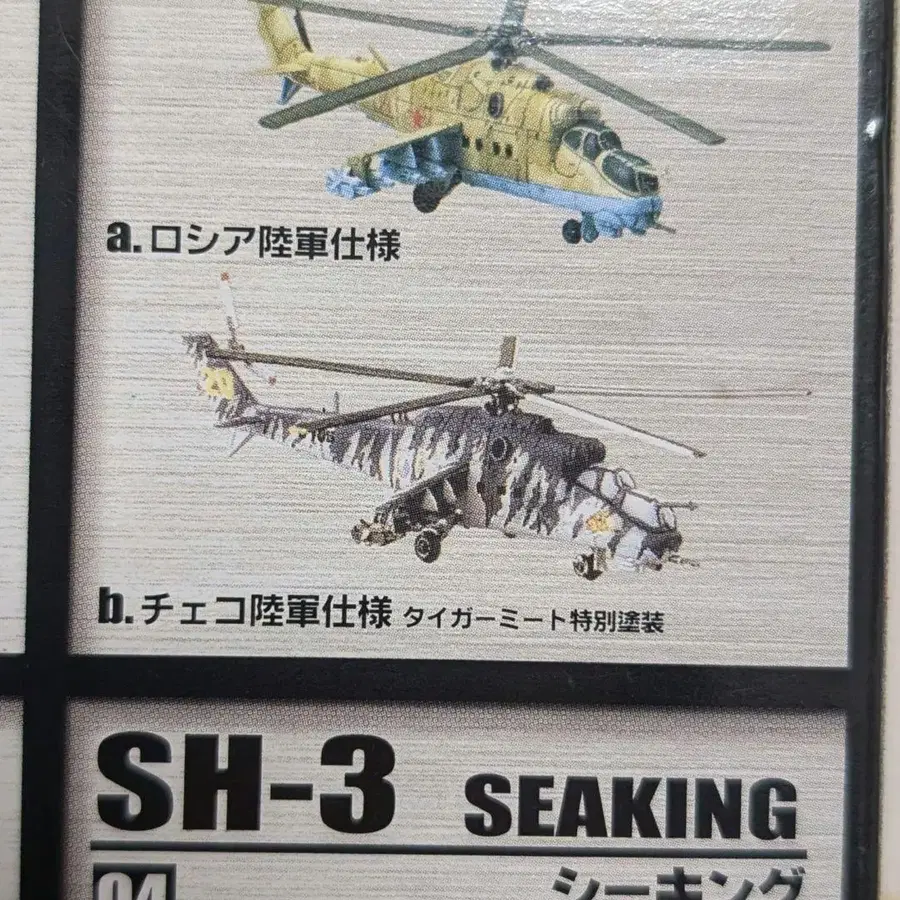 a.ロシア陸軍仕様
20
b.チェコ陸軍仕様 タイガーミート特別塗装
SH-3 SEAKING
04 シーキング